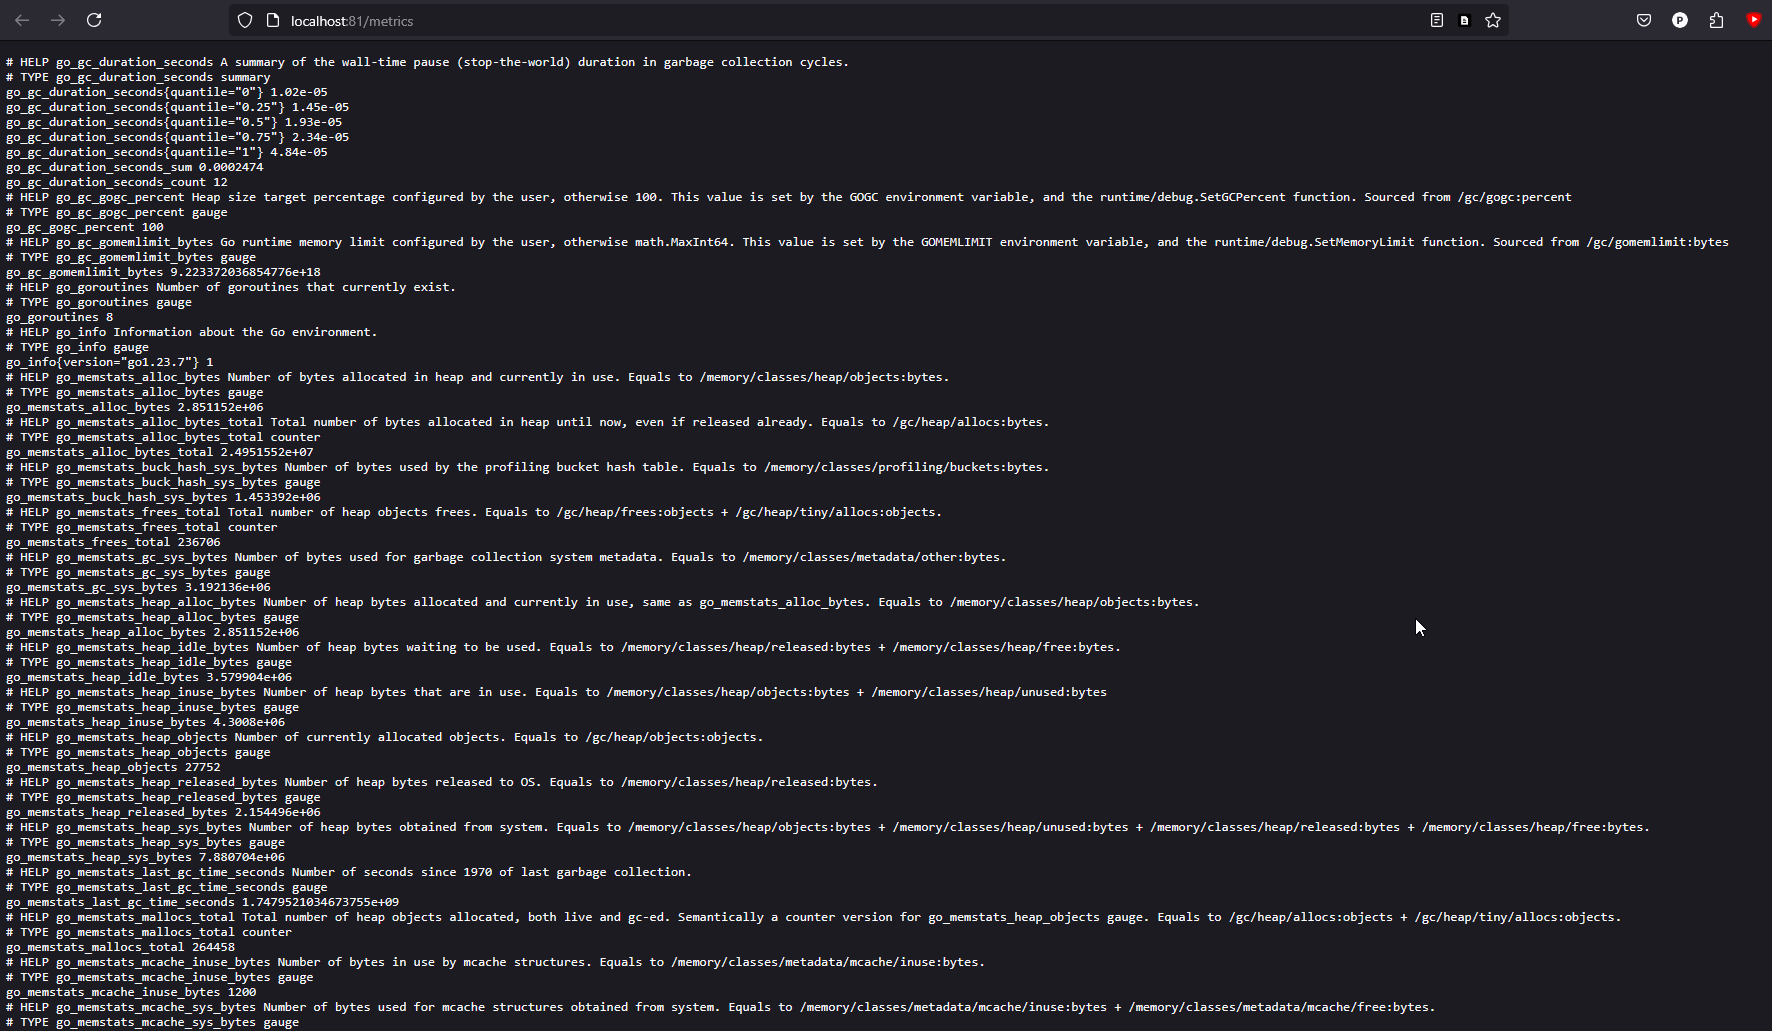 localhost:81/metrics
# HELP go_gc_duration_seconds A summary of the wall-time pause (stop-the-world) duration in garbage collection cycles.
# TYPE go_gc_duration_seconds summary
go_gc_duration_seconds{quantile="0"} 1.02e-05
go_gc_duration_seconds{quantile="0.25"} 1.45e-05
go_gc_duration_seconds{quantile="0.5"} 1.93e-05
go_gc_duration_seconds{quantile="0.75"} 2.34e-05
go_gc_duration_seconds{quantile="1"} 4.84e-05
go_gc_duration_seconds_sum 0.0002474
go_gc_duration_seconds_count 12
# HELP go_gc_gogc_percent Heap size target percentage configured by the user, otherwise 100. This value is set by the GOGC environment variable, and the runtime/debug.SetGCPercent function. Sourced from /gc/gogc:percent
# TYPE go_gc_gogc_percent gauge
go_gc_gogc_percent 100
# HELP go_gc_gomemlimit_bytes Go runtime memory limit configured by the user, otherwise math.MaxInt64. This value is set by the GOMEMLIMIT environment variable, and the runtime/debug.SetMemoryLimit function. Sourced from /gc/gomemlimit:bytes
# TYPE go_gc_gomemlimit_bytes gauge
go_gc_gomemlimit_bytes 9.223372036854776e+18
# HELP go_goroutines Number of goroutines that currently exist.
# TYPE go_goroutines gauge
go_goroutines 8
# HELP go_info Information about the Go environment.
# TYPE go_info gauge
go_info{version="go1.23.7"} 1
# HELP go_memstats_alloc_bytes Number of bytes allocated in heap and currently in use. Equals to /memory/classes/heap/objects:bytes.
# TYPE go_memstats_alloc_bytes gauge
go_memstats_alloc_bytes 2.851152e+06
# HELP go_memstats_alloc_bytes_total Total number of bytes allocated in heap until now, even if released already. Equals to /gc/heap/allocs:bytes.
# TYPE go_memstats_alloc_bytes_total counter
go_memstats_alloc_bytes_total 2.4951552e+07
# HELP go_memstats_buck_hash_sys_bytes Number of bytes used by the profiling bucket hash table. Equals to /memory/classes/profiling/buckets:bytes.
# TYPE go_memstats_buck_hash_sys_bytes gauge
go_memstats_buck_hash_sys_bytes 1.453392e+06
# HELP go_memstats_frees_total Total number of heap objects frees. Equals to /gc/heap/frees:objects + /gc/heap/tiny/allocs:objects.
# TYPE go_memstats_frees_total counter
go_memstats_frees_total 236706
# HELP go_memstats_gc_sys_bytes Number of bytes used for garbage collection system metadata. Equals to /memory/classes/metadata/other:bytes.
# TYPE go_memstats_gc_sys_bytes gauge
go_memstats_gc_sys_bytes 3.192136e+06
# HELP go_memstats_heap_alloc_bytes Number of heap bytes allocated and currently in use, same as go_memstats_alloc_bytes. Equals to /memory/classes/heap/objects:bytes.
# TYPE go_memstats_heap_alloc_bytes gauge
go_memstats_heap_alloc_bytes 2.851152e+06
# HELP go_memstats_heap_idle_bytes Number of heap bytes waiting to be used. Equals to /memory/classes/heap/released:bytes + /memory/classes/heap/free:bytes.
# TYPE go_memstats_heap_idle_bytes gauge
go_memstats_heap_idle_bytes 3.579904e+06
# HELP go_memstats_heap_inuse_bytes Number of heap bytes that are in use. Equals to /memory/classes/heap/objects:bytes + /memory/classes/heap/unused:bytes
# TYPE go_memstats_heap_inuse_bytes gauge
go_memstats_heap_inuse_bytes 4.3008e+06
# HELP go_memstats_heap_objects Number of currently allocated objects. Equals to /gc/heap/objects:objects.
# TYPE go_memstats_heap_objects gauge
go_memstats_heap_objects 27752
# HELP go_memstats_heap_released_bytes Number of heap bytes released to OS. Equals to /memory/classes/heap/released:bytes.
# TYPE go_memstats_heap_released_bytes gauge
go_memstats_heap_released_bytes 2.154496e+06
# HELP go_memstats_heap_sys_bytes Number of heap bytes obtained from system. Equals to /memory/classes/heap/objects:bytes + /memory/classes/heap/unused:bytes + /memory/classes/heap/released:bytes + /memory/classes/heap/free:bytes.
# TYPE go_memstats_heap_sys_bytes gauge
go_memstats_heap_sys_bytes 7.880704e+06
# HELP go_memstats_last_gc_time_seconds Number of seconds since 1970 of last garbage collection.
# TYPE go_memstats_last_gc_time_seconds gauge
go_memstats_last_gc_time_seconds 1.7479521034673755e+09
# HELP go_memstats_mallocs_total Total number of heap objects allocated, both live and gc-ed. Semantically a counter version for go_memstats_heap_objects gauge. Equals to /gc/heap/allocs:objects + /gc/heap/tiny/allocs:objects.
# TYPE go_memstats_mallocs_total counter
go_memstats_mallocs_total 264458
# HELP go_memstats_mcache_inuse_bytes Number of bytes in use by mcache structures. Equals to /memory/classes/metadata/mcache/inuse:bytes.
# TYPE go_memstats_mcache_inuse_bytes gauge
go_memstats_mcache_inuse_bytes 1200
# HELP go_memstats_mcache_sys_bytes Number of bytes used for mcache structures obtained from system. Equals to /memory/classes/metadata/mcache/inuse:bytes + /memory/classes/metadata/mcache/free:bytes.
# TYPE go_memstats_mcache_sys_bytes gauge